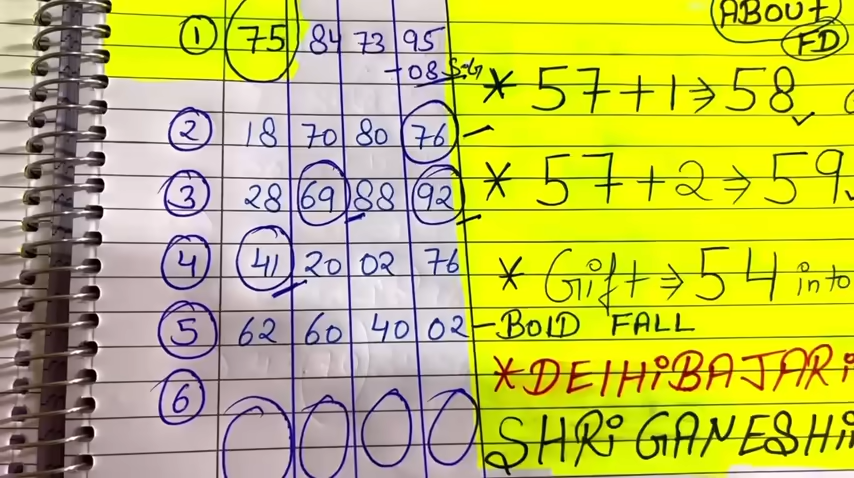 ABOUT
FD
① 75 84 73 95
-08
* 57+1⇒58
② 18 70 80 76 -
* 57+2⇒59
③ 28 69 88 92
④ 41 20 02 76
* Gift⇒54 into
⑤ 62 60 40 02 - BOLD FALL
⑥
*DElHiBAJARi
SHRi GANESHi